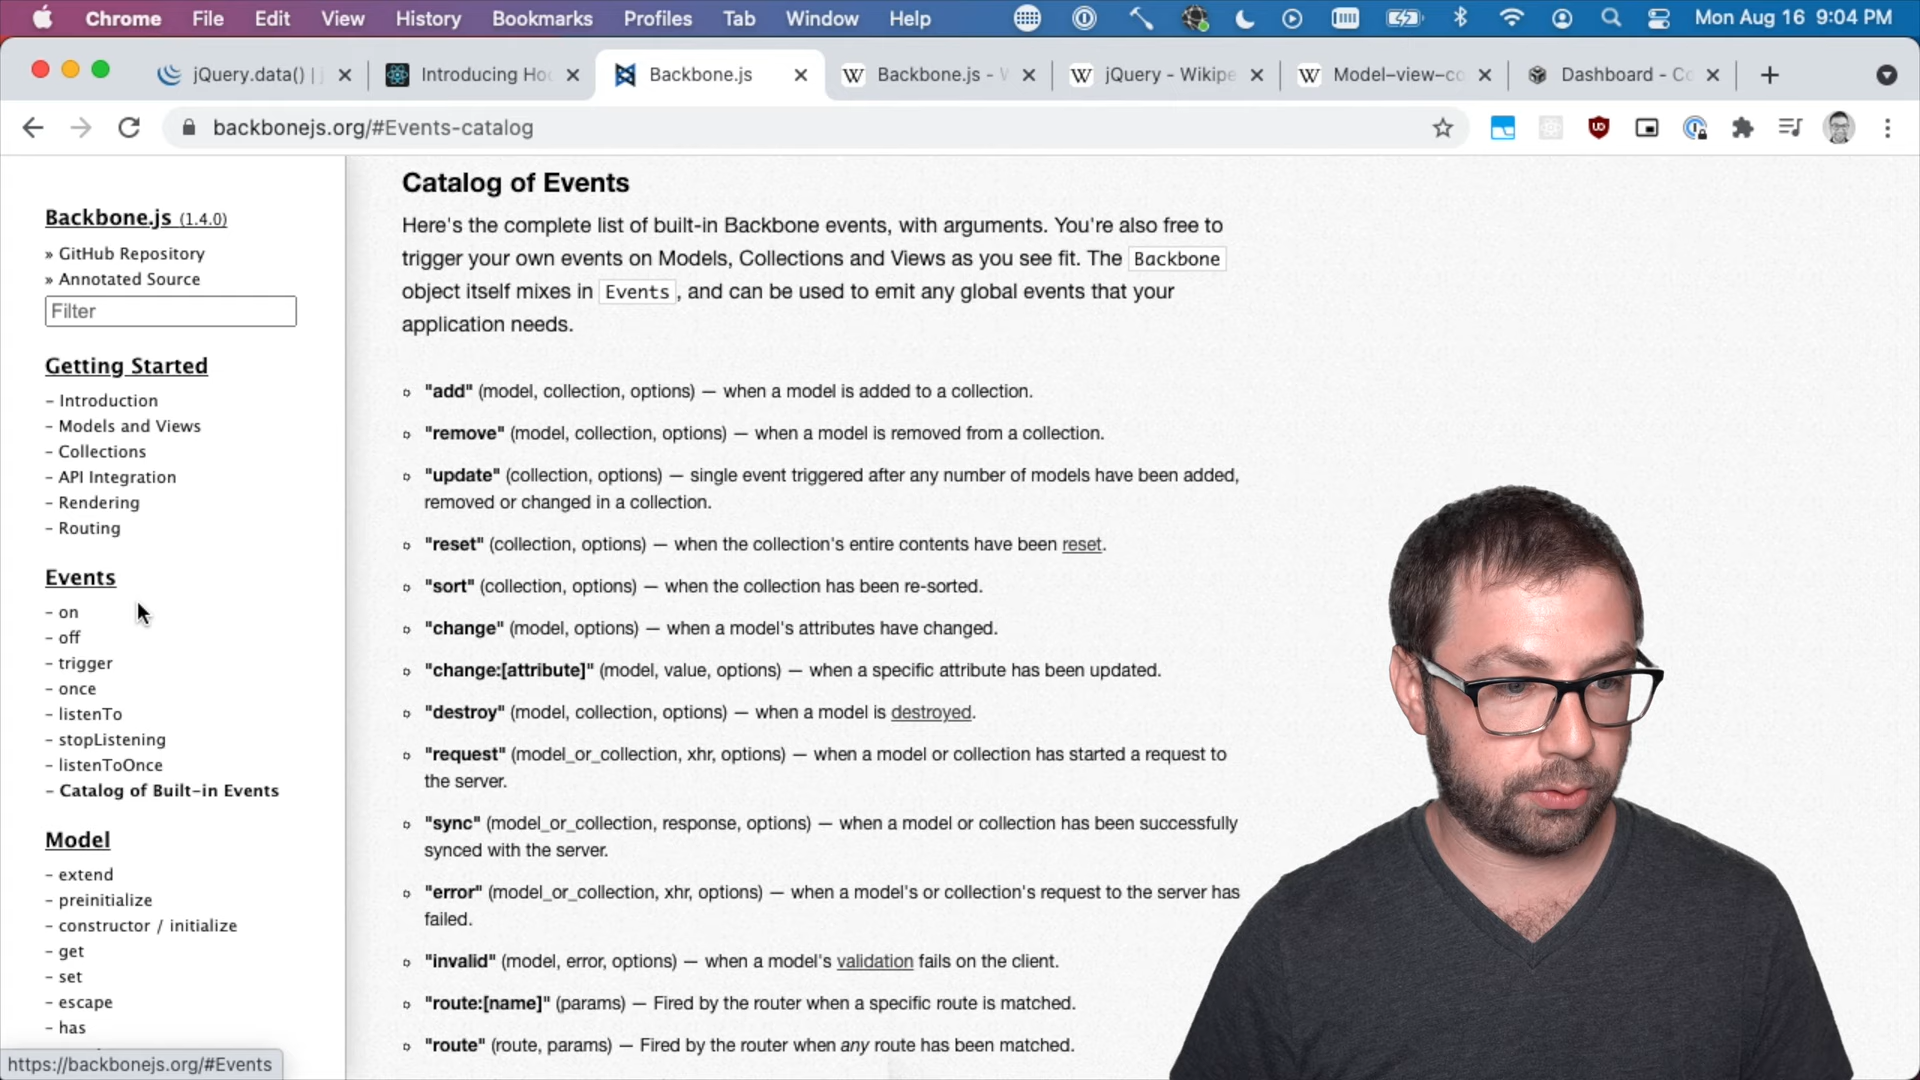 Chrome File Edit View History Bookmarks Profiles Tab Window Help Mon Aug 16 9:04 PM
jQuery.data() | Introducing Ho Backbone.js Backbone.js - W jQuery - Wikipe Model–view–co Dashboard - Co
backbonejs.org/#Events-catalog
Backbone.js (1.4.0)
» GitHub Repository
» Annotated Source
Filter
Getting Started
– Introduction
– Models and Views
– Collections
– API Integration
– Rendering
– Routing
Events
– on
– off
– trigger
– once
– listenTo
– stopListening
– listenToOnce
– Catalog of Built-in Events
Model
– extend
– preinitialize
– constructor / initialize
– get
– set
– escape
– has
https://backbonejs.org/#Events
Catalog of Events
Here's the complete list of built-in Backbone events, with arguments. You're also free to
trigger your own events on Models, Collections and Views as you see fit. The Backbone
object itself mixes in Events, and can be used to emit any global events that your
application needs.
"add" (model, collection, options) — when a model is added to a collection.
"remove" (model, collection, options) — when a model is removed from a collection.
"update" (collection, options) — single event triggered after any number of models have been added,
removed or changed in a collection.
"reset" (collection, options) — when the collection's entire contents have been reset.
"sort" (collection, options) — when the collection has been re-sorted.
"change" (model, options) — when a model's attributes have changed.
"change:[attribute]" (model, value, options) — when a specific attribute has been updated.
"destroy" (model, collection, options) — when a model is destroyed.
"request" (model_or_collection, xhr, options) — when a model or collection has started a request to
the server.
"sync" (model_or_collection, response, options) — when a model or collection has been successfully
synced with the server.
"error" (model_or_collection, xhr, options) — when a model's or collection's request to the server has
failed.
"invalid" (model, error, options) — when a model's validation fails on the client.
"route:[name]" (params) — Fired by the router when a specific route is matched.
"route" (route, params) — Fired by the router when any route has been matched.